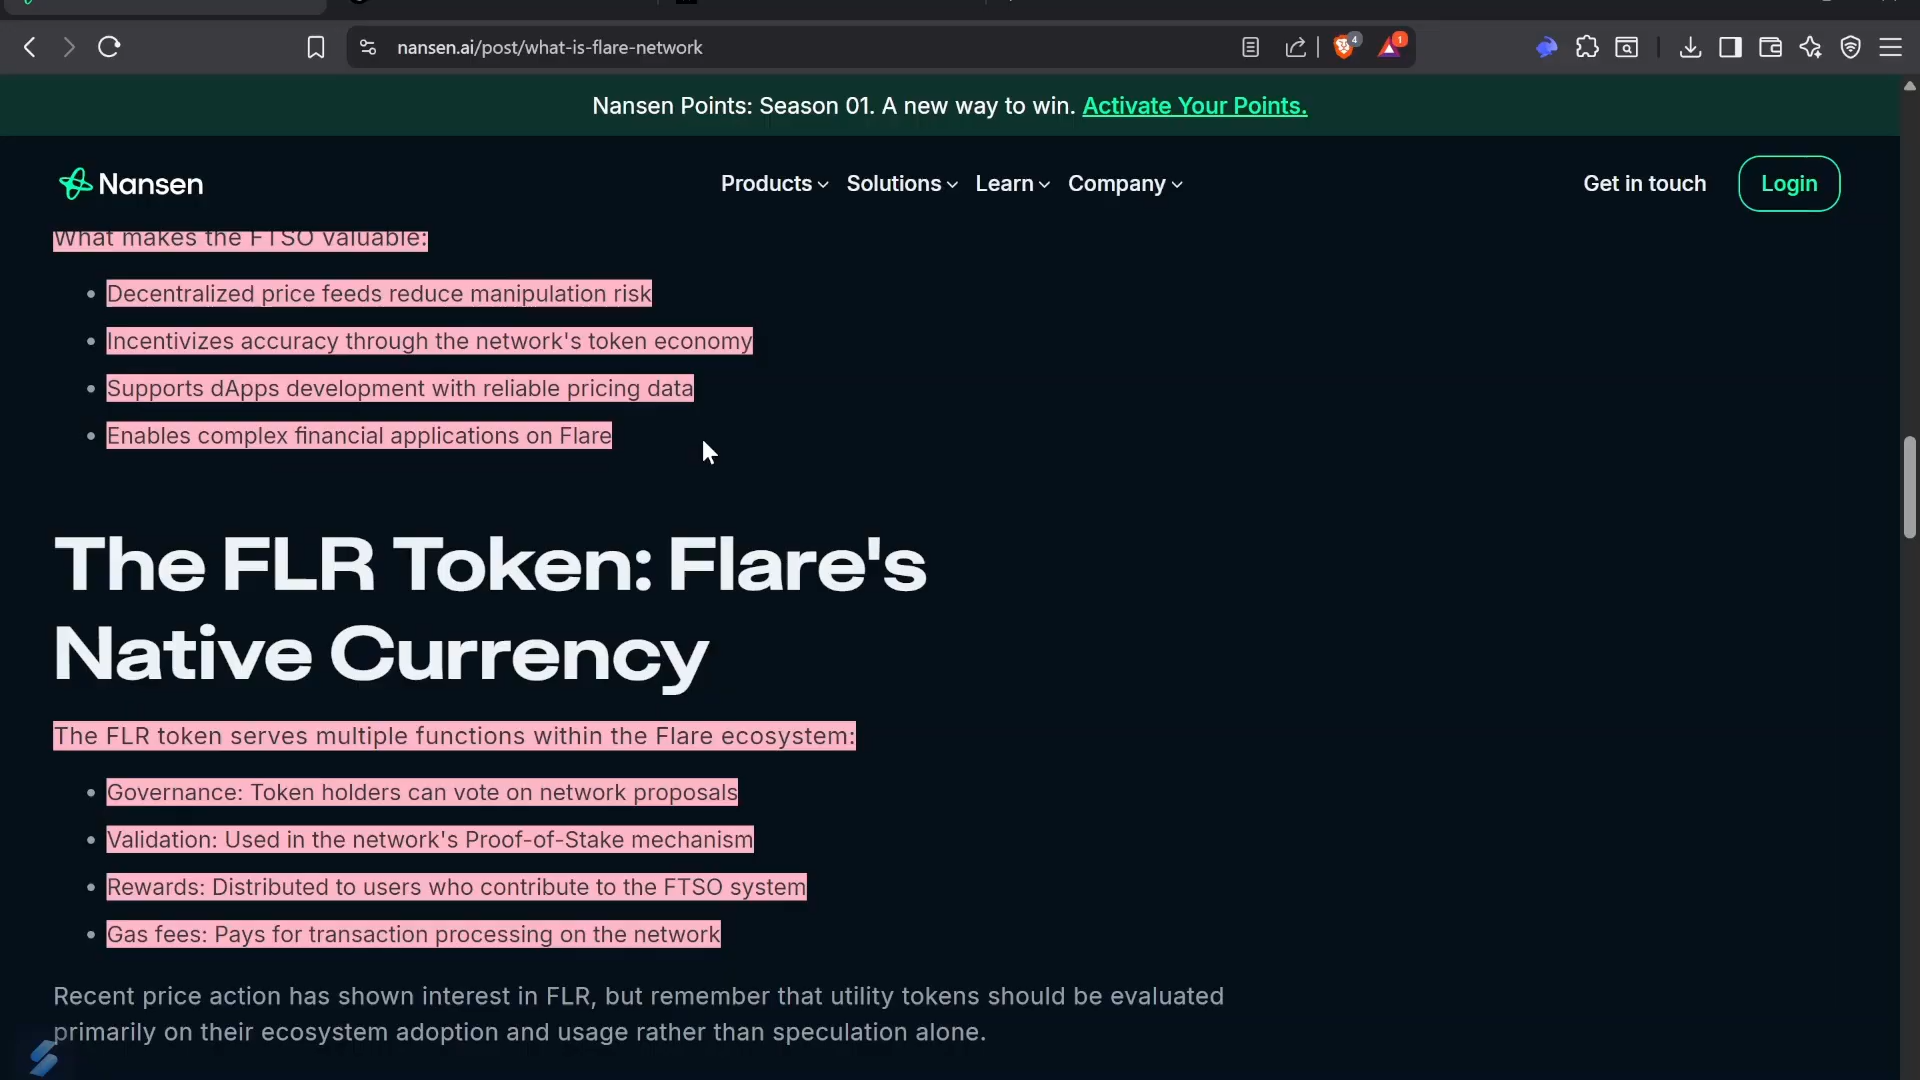 nansen.ai/post/what-is-flare-network
4
1
Nansen Points: Season 01. A new way to win. Activate Your Points.
Nansen
Products
Solutions
Learn
Company
Get in touch
Login
What makes the FTSO valuable:
Decentralized price feeds reduce manipulation risk
Incentivizes accuracy through the network's token economy
Supports dApps development with reliable pricing data
Enables complex financial applications on Flare
The FLR Token: Flare's
Native Currency
The FLR token serves multiple functions within the Flare ecosystem:
Governance: Token holders can vote on network proposals
Validation: Used in the network's Proof-of-Stake mechanism
Rewards: Distributed to users who contribute to the FTSO system
Gas fees: Pays for transaction processing on the network
Recent price action has shown interest in FLR, but remember that utility tokens should be evaluated
primarily on their ecosystem adoption and usage rather than speculation alone.